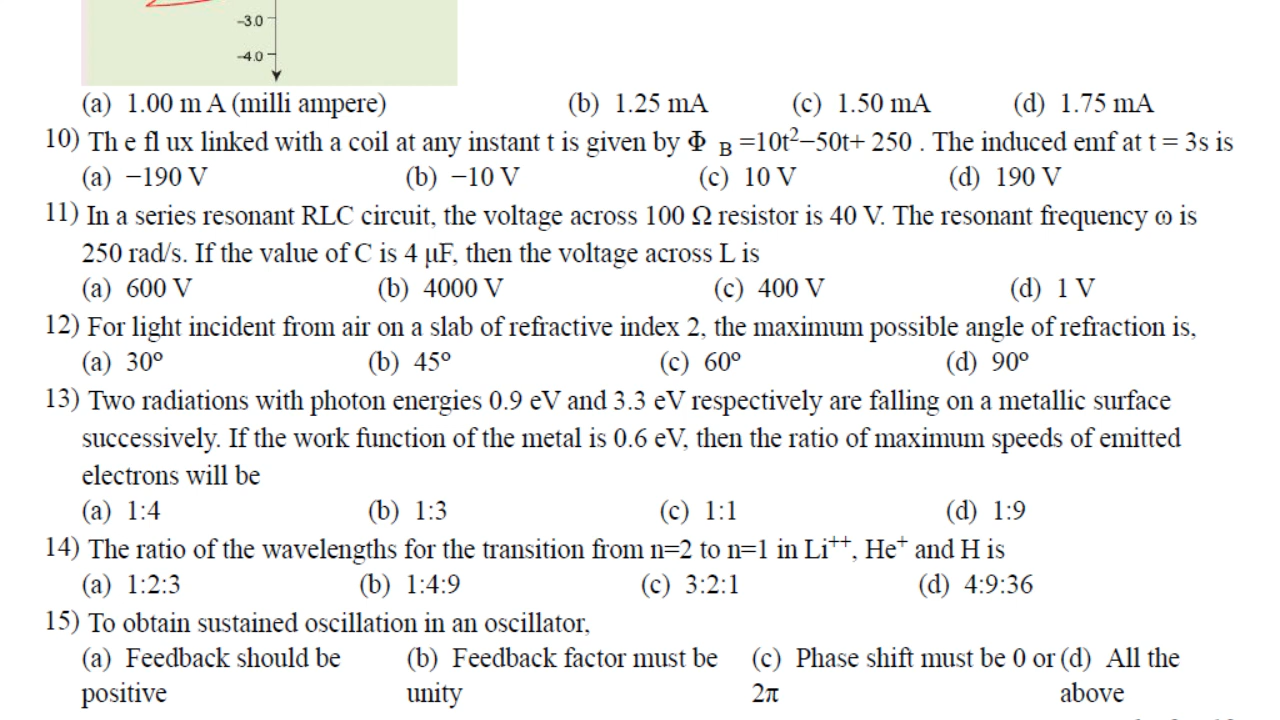 -3.0
-4.0
(a) 1.00 m A (milli ampere) (b) 1.25 mA (c) 1.50 mA (d) 1.75 mA
10) Th e fl ux linked with a coil at any instant t is given by Φ B =10t²−50t+ 250 . The induced emf at t = 3s is
(a) −190 V (b) −10 V (c) 10 V (d) 190 V
11) In a series resonant RLC circuit, the voltage across 100 Ω resistor is 40 V. The resonant frequency ω is
250 rad/s. If the value of C is 4 μF, then the voltage across L is
(a) 600 V (b) 4000 V (c) 400 V (d) 1 V
12) For light incident from air on a slab of refractive index 2, the maximum possible angle of refraction is,
(a) 30º (b) 45º (c) 60º (d) 90º
13) Two radiations with photon energies 0.9 eV and 3.3 eV respectively are falling on a metallic surface
successively. If the work function of the metal is 0.6 eV, then the ratio of maximum speeds of emitted
electrons will be
(a) 1:4 (b) 1:3 (c) 1:1 (d) 1:9
14) The ratio of the wavelengths for the transition from n=2 to n=1 in Li⁺⁺, He⁺ and H is
(a) 1:2:3 (b) 1:4:9 (c) 3:2:1 (d) 4:9:36
15) To obtain sustained oscillation in an oscillator,
(a) Feedback should be (b) Feedback factor must be (c) Phase shift must be 0 or (d) All the
positive unity 2π above